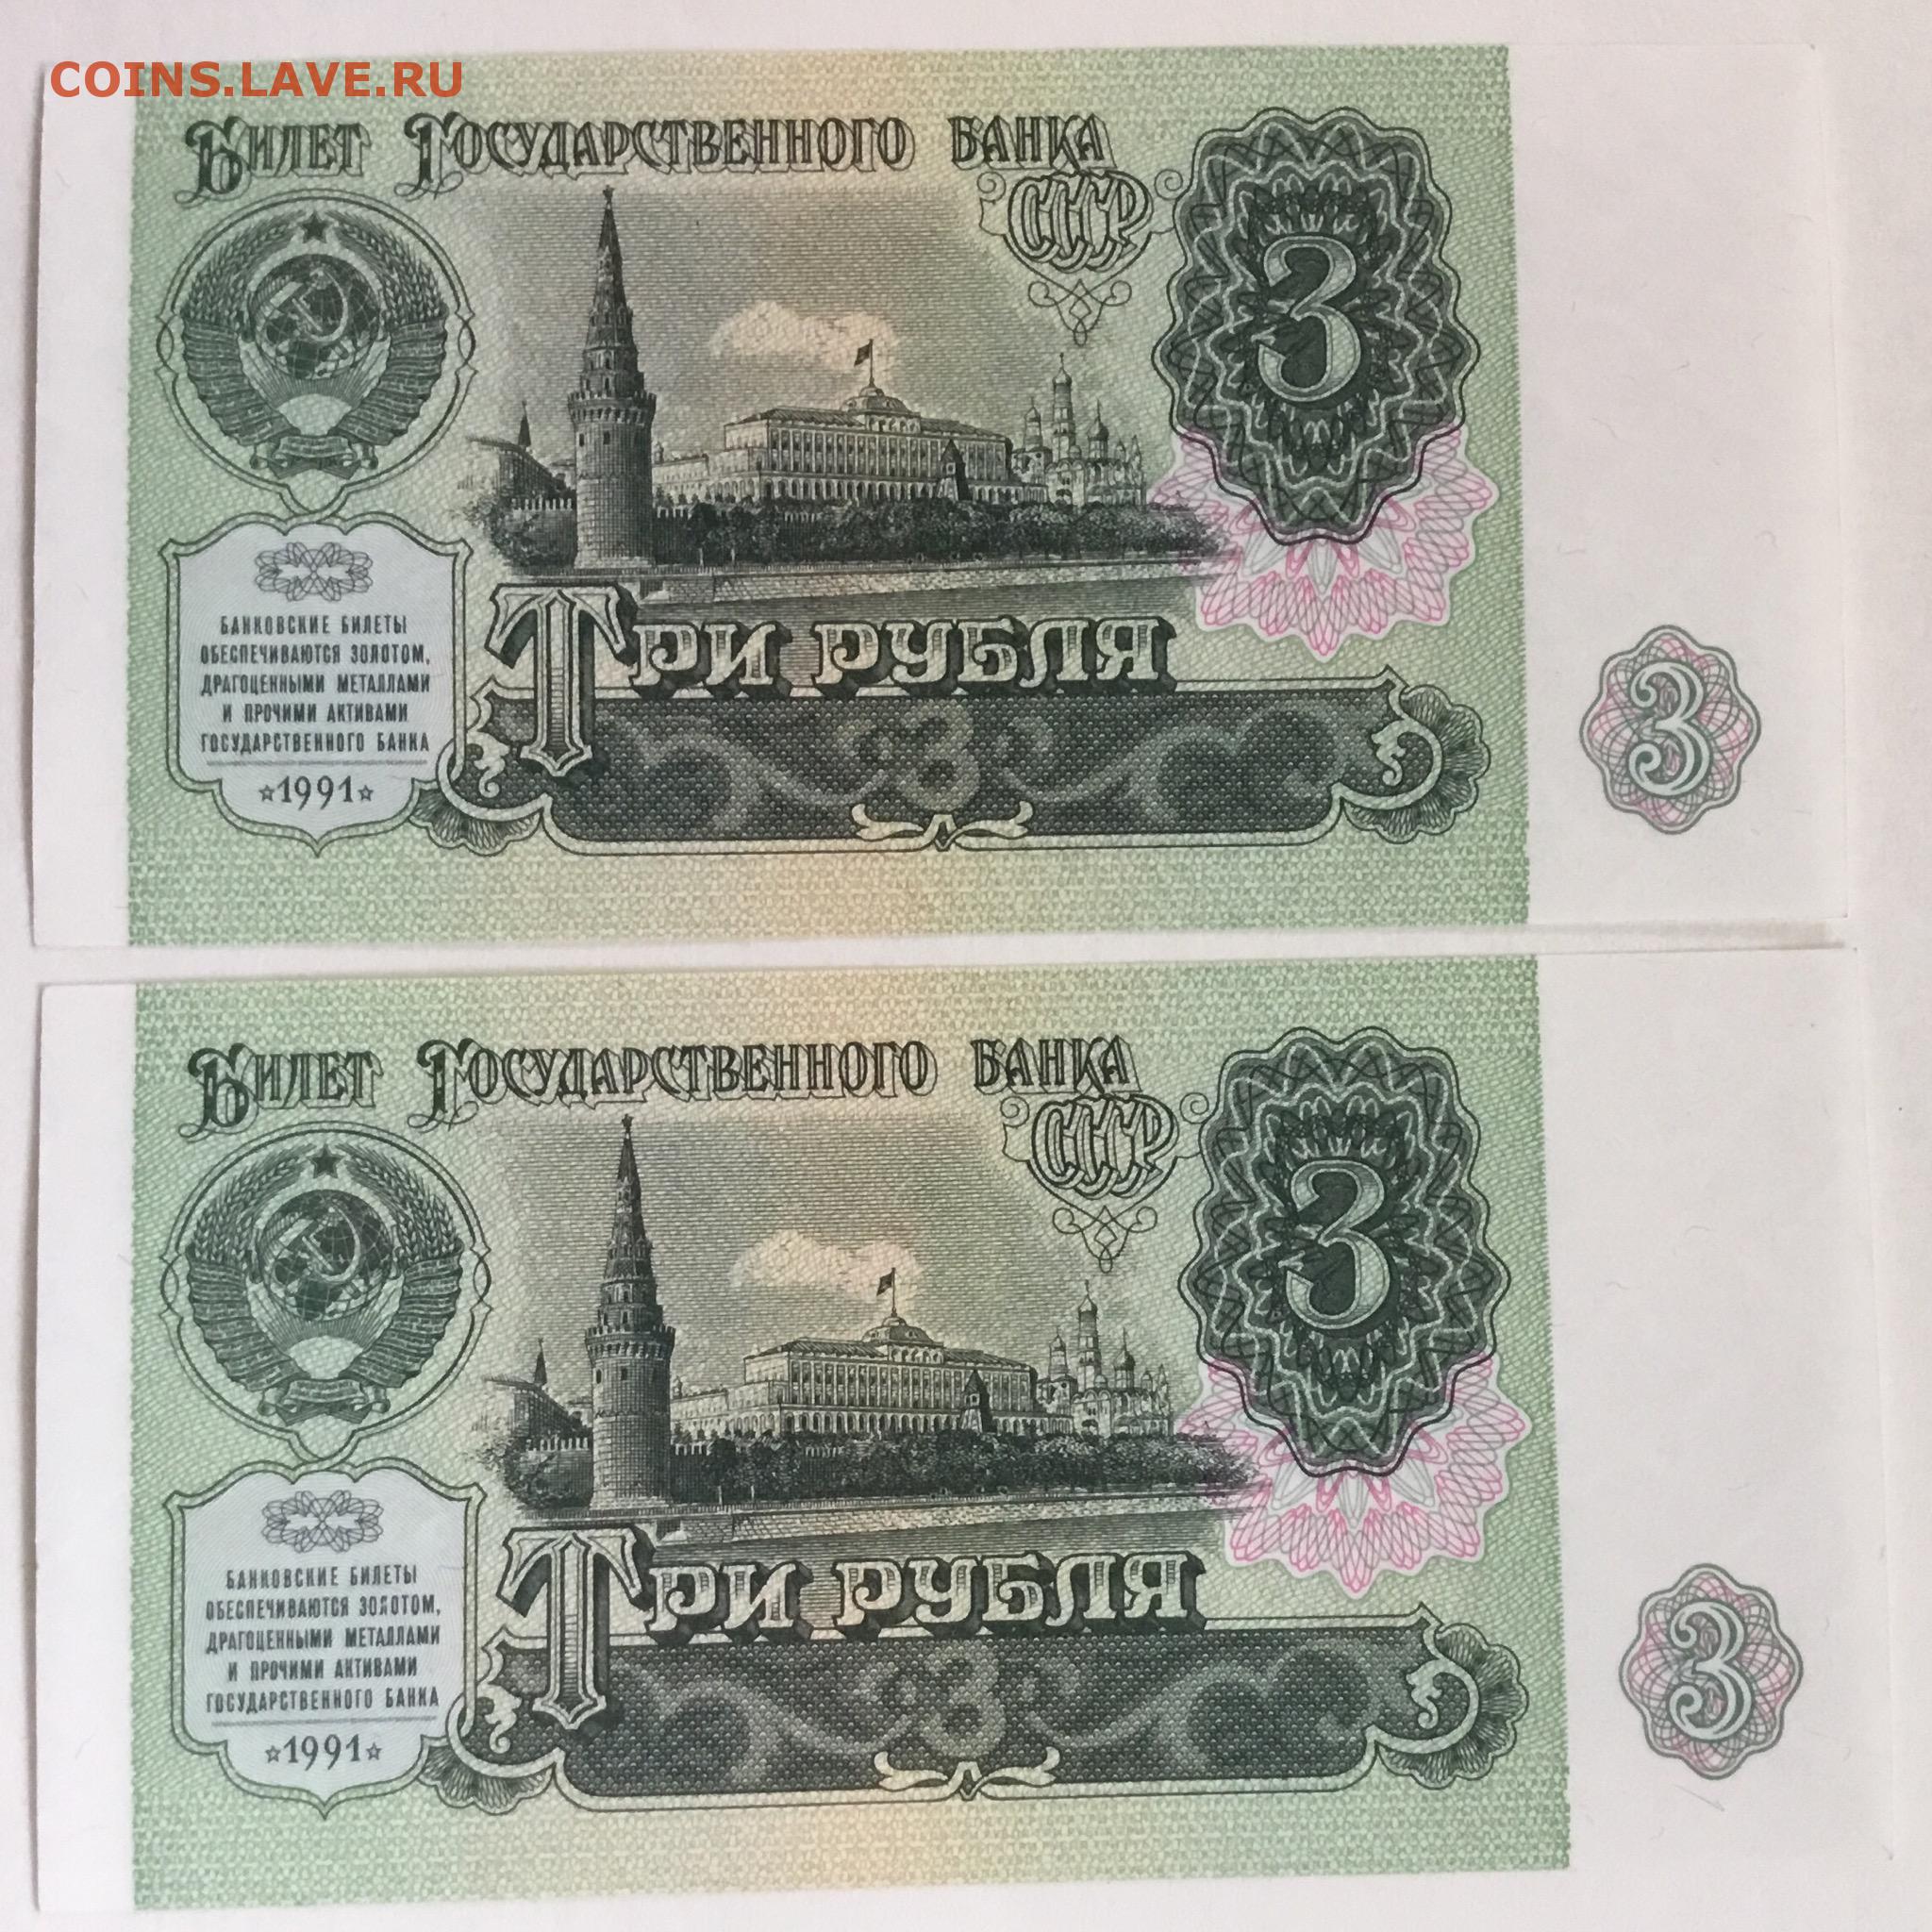 COINS.LAVE.RU
БИЛЕТ ГОСУДАРСТВЕННОГО БАНКА
СССР
3
БАНКОВСКИЕ БИЛЕТЫ
ОБЕСПЕЧИВАЮТСЯ ЗОЛОТОМ,
ДРАГОЦЕННЫМИ МЕТАЛЛАМИ
И ПРОЧИМИ АКТИВАМИ
ГОСУДАРСТВЕННОГО БАНКА
☆1991☆
ТРИ РУБЛЯ
3
БИЛЕТ ГОСУДАРСТВЕННОГО БАНКА
СССР
3
БАНКОВСКИЕ БИЛЕТЫ
ОБЕСПЕЧИВАЮТСЯ ЗОЛОТОМ,
ДРАГОЦЕННЫМИ МЕТАЛЛАМИ
И ПРОЧИМИ АКТИВАМИ
ГОСУДАРСТВЕННОГО БАНКА
☆1991☆
ТРИ РУБЛЯ
3